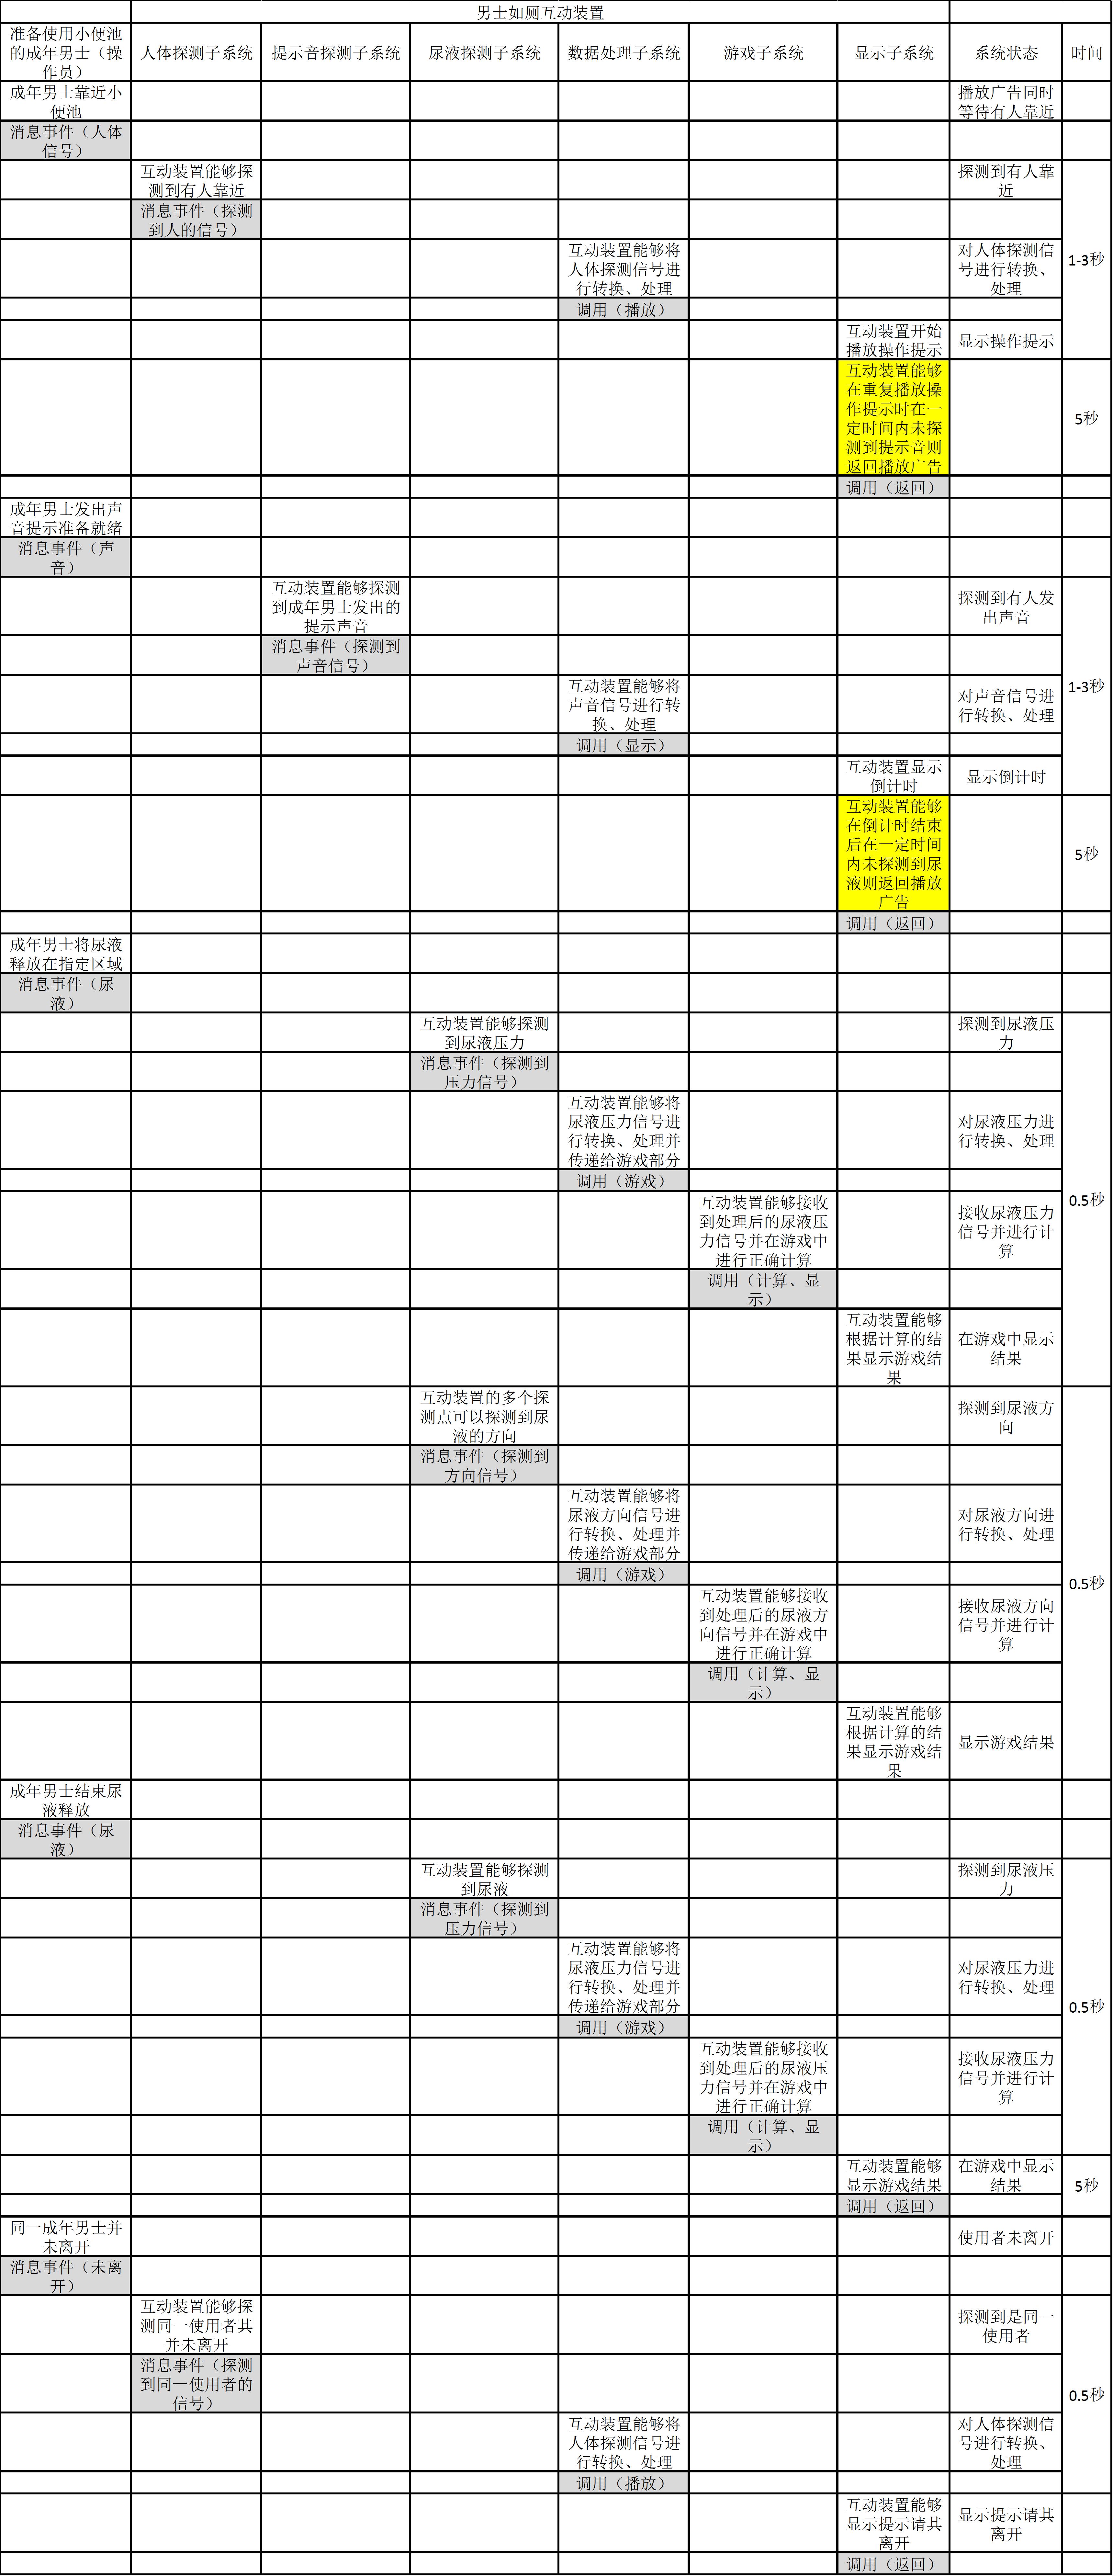 男士如厕互动装置
准备使用小便池
的成年男士（操
作员）
人体探测子系统
提示音探测子系统
尿液探测子系统
数据处理子系统
游戏子系统
显示子系统
系统状态
时间
成年男士靠近小
便池
播放广告同时
等待有人靠近
消息事件（人体
信号）
互动装置能够探
测到有人靠近
探测到有人靠
近
1-3秒
消息事件（探测
到人的信号）
互动装置能够将
人体探测信号进
行转换、处理
对人体探测信
号进行转换、
处理
调用（播放）
互动装置开始
播放操作提示
显示操作提示
互动装置能够
在重复播放操
作提示时在一
定时间内未探
测到提示音则
返回播放广告
5秒
调用（返回）
成年男士发出声
音提示准备就绪
消息事件（声
音）
互动装置能够探测
到成年男士发出的
提示声音
探测到有人发
出声音
1-3秒
消息事件（探测到
声音信号）
互动装置能够将
声音信号进行转
换、处理
对声音信号进
行转换、处理
调用（显示）
互动装置显示
倒计时
显示倒计时
互动装置能够
在倒计时结束
后在一定时间
内未探测到尿
液则返回播放
广告
5秒
调用（返回）
成年男士将尿液
释放在指定区域
消息事件（尿
液）
互动装置能够探测
到尿液压力
探测到尿液压
力
0.5秒
消息事件（探测到
压力信号）
互动装置能够将
尿液压力信号进
行转换、处理并
传递给游戏部分
对尿液压力进
行转换、处理
调用（游戏）
互动装置能够接收
到处理后的尿液压
力信号并在游戏中
进行正确计算
接收尿液压力
信号并进行计
算
调用（计算、显
示）
互动装置能够
根据计算的结
果显示游戏结
果
在游戏中显示
结果
互动装置的多个探
测点可以探测到尿
液的方向
探测到尿液方
向
0.5秒
消息事件（探测到
方向信号）
互动装置能够将
尿液方向信号进
行转换、处理并
传递给游戏部分
对尿液方向进
行转换、处理
调用（游戏）
互动装置能够接收
到处理后的尿液方
向信号并在游戏中
进行正确计算
接收尿液方向
信号并进行计
算
调用（计算、显
示）
互动装置能够
根据计算的结
果显示游戏结
果
显示游戏结果
成年男士结束尿
液释放
消息事件（尿
液）
互动装置能够探测
到尿液
探测到尿液压
力
0.5秒
消息事件（探测到
压力信号）
互动装置能够将
尿液压力信号进
行转换、处理并
传递给游戏部分
对尿液压力进
行转换、处理
调用（游戏）
互动装置能够接收
到处理后的尿液压
力信号并在游戏中
进行正确计算
接收尿液压力
信号并进行计
算
调用（计算、显
示）
互动装置能够
显示游戏结果
在游戏中显示
结果
5秒
调用（返回）
同一成年男士并
未离开
使用者未离开
消息事件（未离
开）
互动装置能够探
测同一使用者其
并未离开
探测到是同一
使用者
0.5秒
消息事件（探测
到同一使用者的
信号）
互动装置能够将
人体探测信号进
行转换、处理
对人体探测信
号进行转换、
处理
调用（播放）
互动装置能够
显示提示请其
离开
显示提示请其
离开
调用（返回）